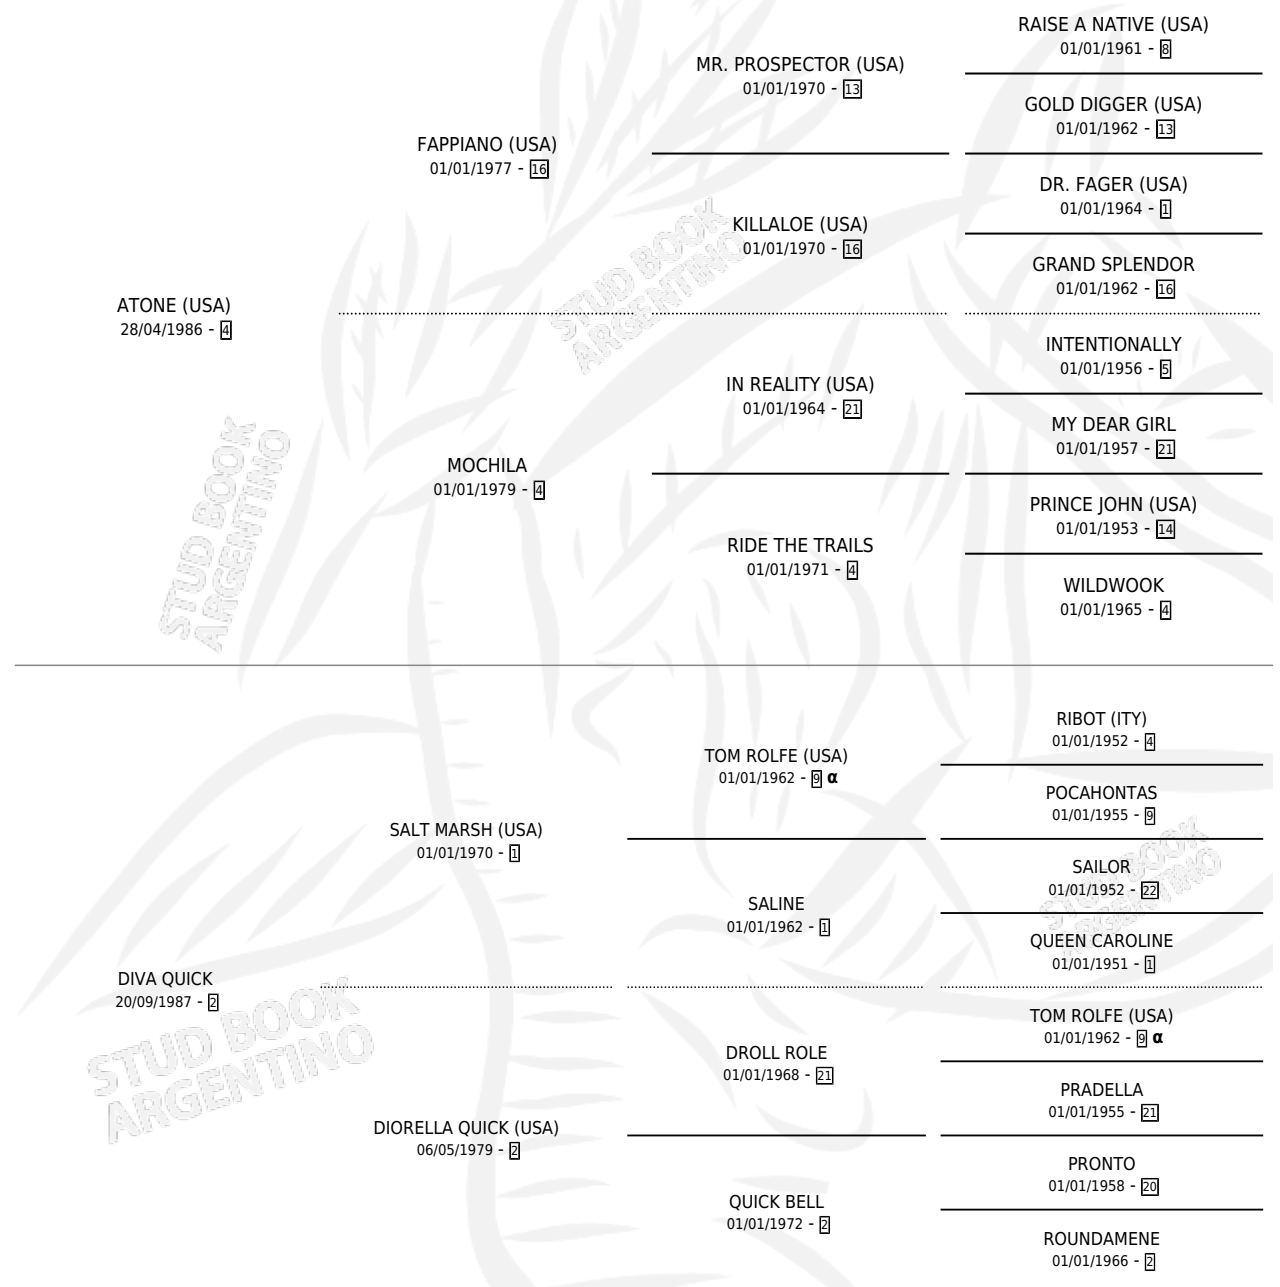 RAISE A NATIVE (USA)
01/01/1961 - 8
MR. PROSPECTOR (USA)
01/01/1970 - 13
GOLD DIGGER (USA)
01/01/1962 - 13
FAPPIANO (USA)
01/01/1977 - 16
DR. FAGER (USA)
01/01/1964 - 1
KILLALOE (USA)
01/01/1970 - 16
GRAND SPLENDOR
01/01/1962 - 16
ATONE (USA)
28/04/1986 - 4
INTENTIONALLY
01/01/1956 - 5
IN REALITY (USA)
01/01/1964 - 21
MY DEAR GIRL
01/01/1957 - 21
MOCHILA
01/01/1979 - 4
PRINCE JOHN (USA)
01/01/1953 - 14
RIDE THE TRAILS
01/01/1971 - 4
WILDWOOK
01/01/1965 - 4
STUD BOOK
ARGENTINO
STUD BOOK
ARGENTINO
RIBOT (ITY)
01/01/1952 - 4
TOM ROLFE (USA)
01/01/1962 - 9 α
POCAHONTAS
01/01/1955 - 9
SALT MARSH (USA)
01/01/1970 - 1
SAILOR
01/01/1952 - 22
SALINE
01/01/1962 - 1
QUEEN CAROLINE
01/01/1951 - 1
DIVA QUICK
20/09/1987 - 2
TOM ROLFE (USA)
01/01/1962 - 9 α
DROLL ROLE
01/01/1968 - 21
PRADELLA
01/01/1955 - 21
DIORELLA QUICK (USA)
06/05/1979 - 2
PRONTO
01/01/1958 - 20
QUICK BELL
01/01/1972 - 2
ROUNDAMENE
01/01/1966 - 2
STUD BOOK
ARGENTINO
STUD BOOK
ARGENTINO